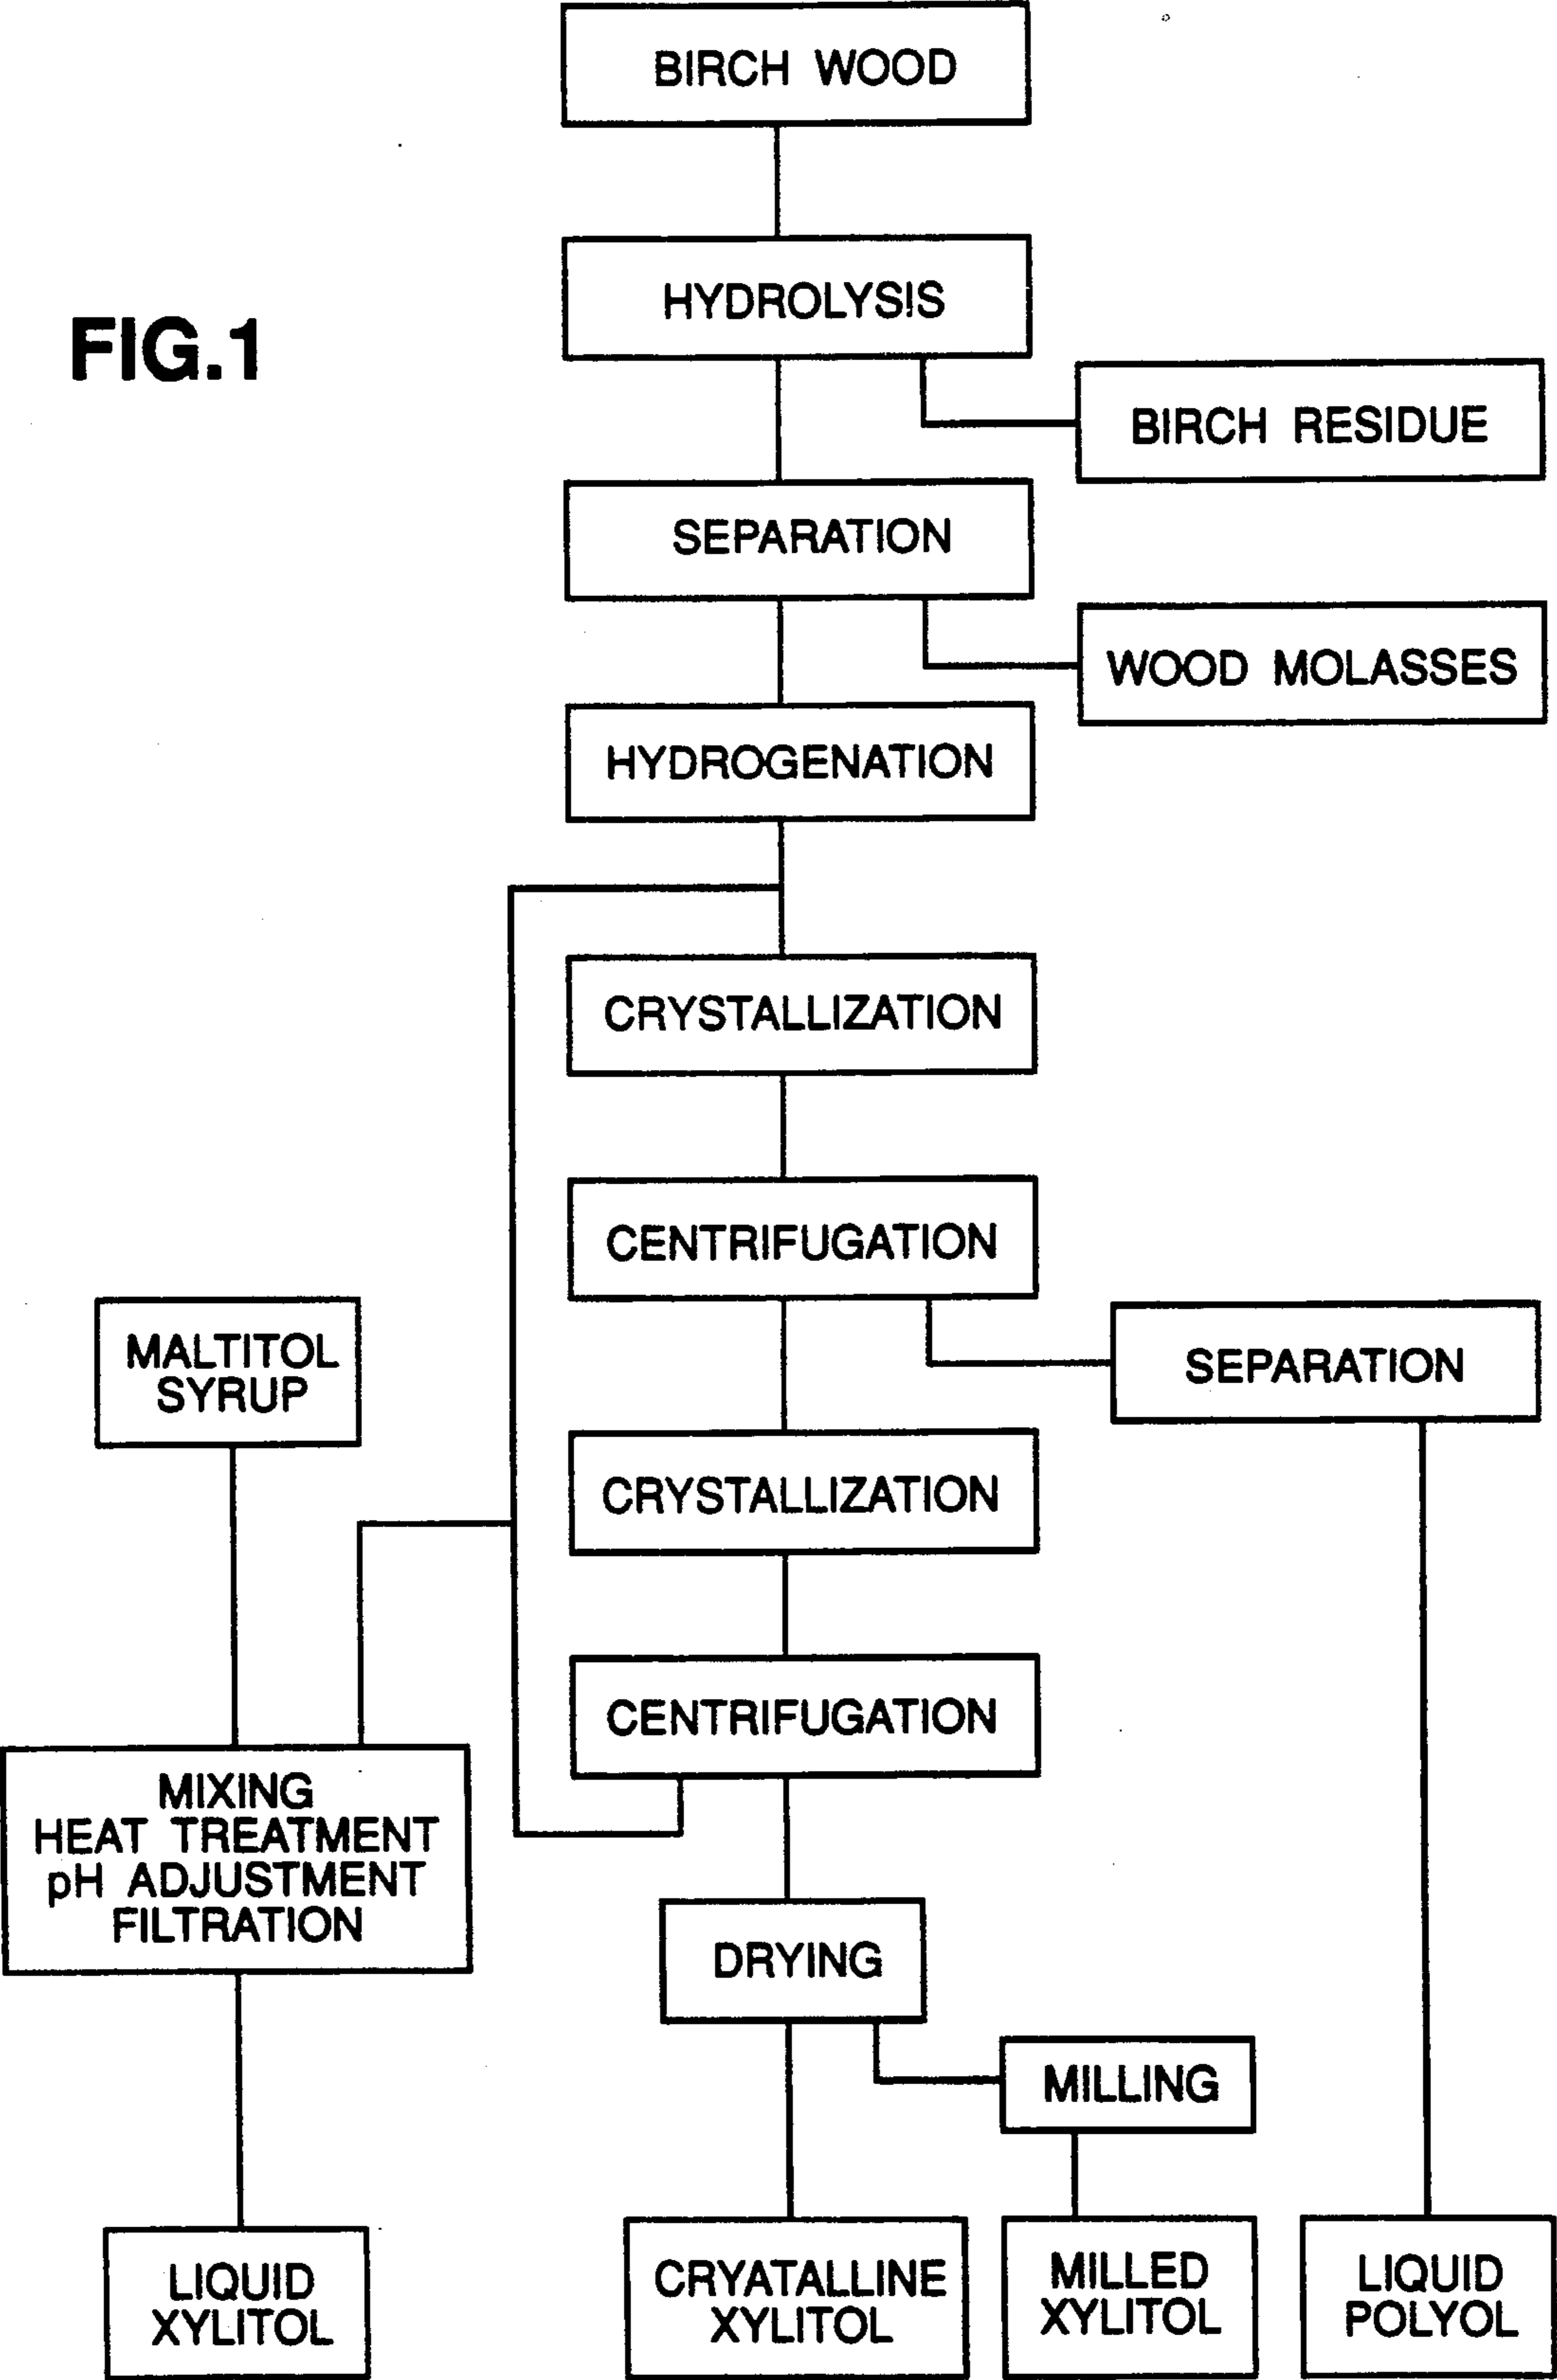 BIRCH WOOD
HYDROLYSIS
FIG.1
BIRCH RESIDUE
SEPARATION
WOOD MOLASSES
HYDROGENATION
CRYSTALLIZATION
CENTRIFUGATION
MALTITOL
SYRUP
SEPARATION
CRYSTALLIZATION
CENTRIFUGATION
MIXING
HEAT TREATMENT
pH ADJUSTMENT
FILTRATION
DRYING
MILLING
LIQUID
XYLITOL
CRYATALLINE
XYLITOL
MILLED
XYLITOL
LIQUID
POLYOL